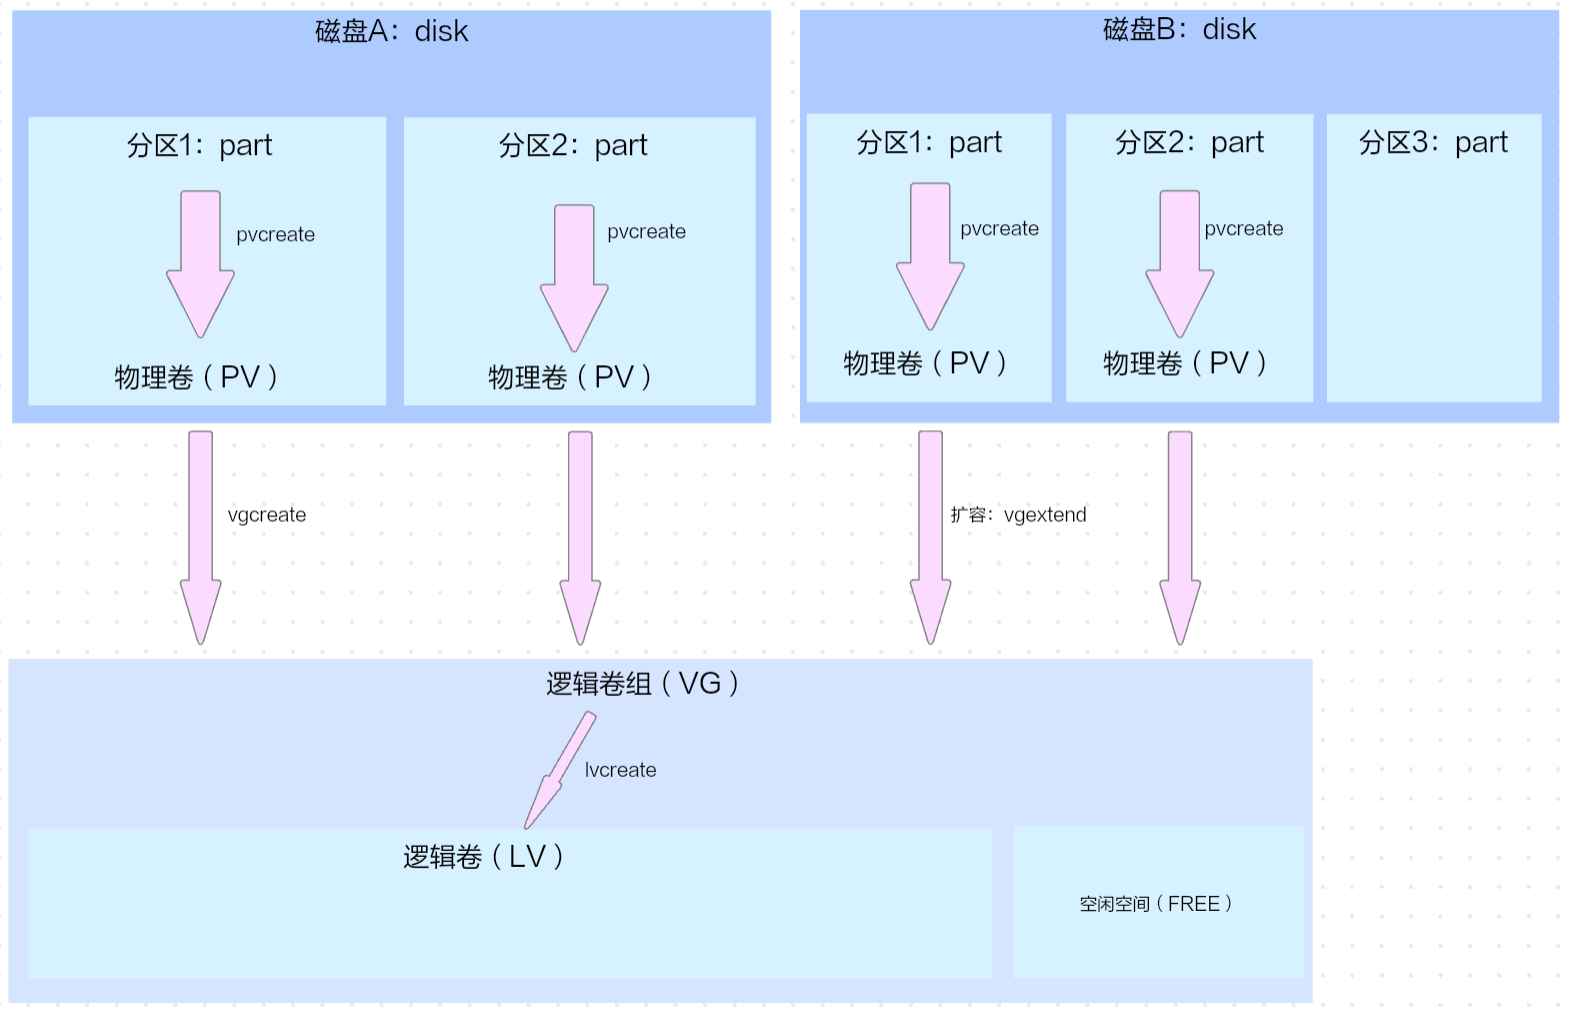 磁盘A：disk
磁盘B：disk
分区1：part
分区2：part
分区1：part
分区2：part
分区3：part
pvcreate
pvcreate
pvcreate
pvcreate
物理卷（PV）
物理卷（PV）
物理卷（PV）
物理卷（PV）
vgcreate
扩容：vgextend
逻辑卷组（VG）
lvcreate
逻辑卷（LV）
空闲空间（FREE）